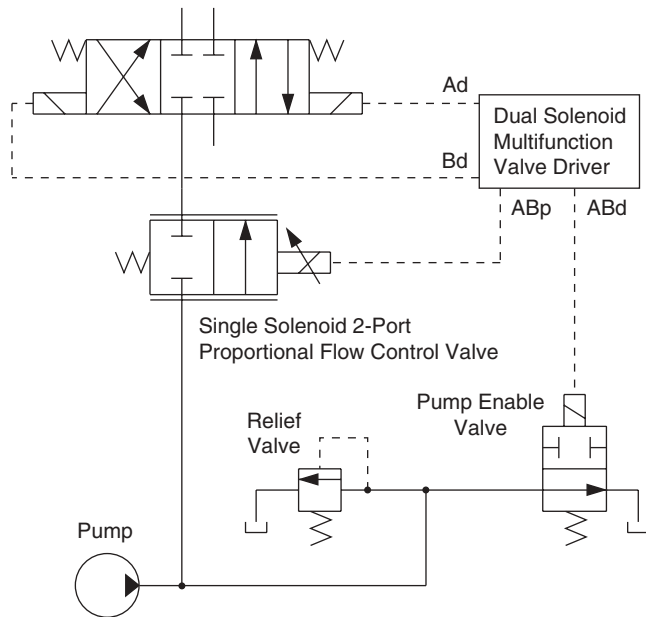 Ad
Dual Solenoid
Multifunction
Valve Driver
Bd
ABp
ABd
Single Solenoid 2-Port
Proportional Flow Control Valve
Pump Enable
Valve
Relief
Valve
Pump